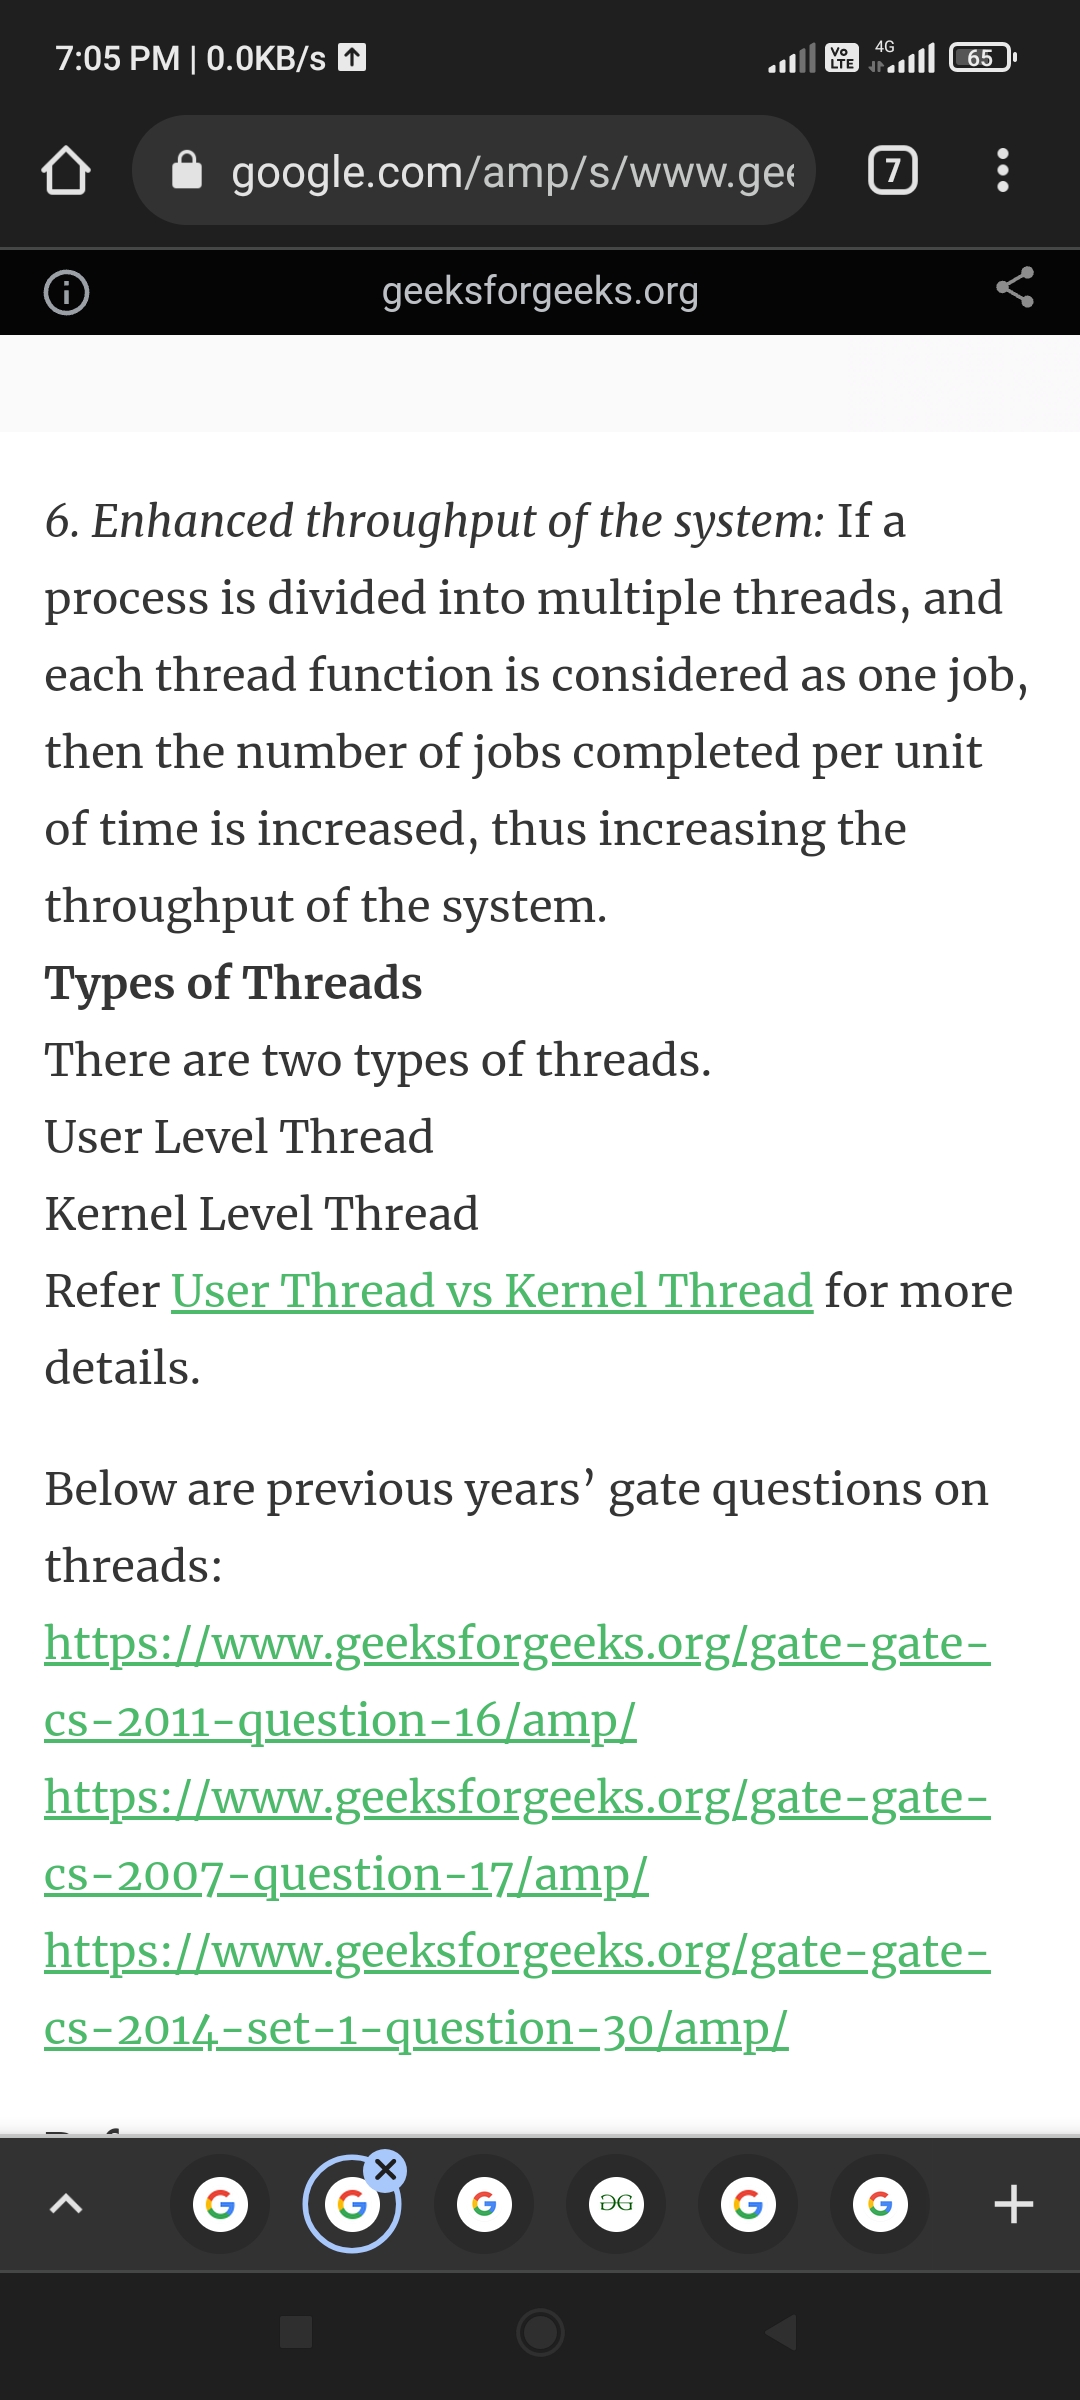 7:05 PM | 0.0KB/s
Vo
LTE
4G
65
google.com/amp/s/www.gee
7
geeksforgeeks.org
6. Enhanced throughput of the system: If a
process is divided into multiple threads, and
each thread function is considered as one job,
then the number of jobs completed per unit
of time is increased, thus increasing the
throughput of the system.
Types of Threads
There are two types of threads.
User Level Thread
Kernel Level Thread
Refer User Thread vs Kernel Thread for more
details.
Below are previous years’ gate questions on
threads:
https://www.geeksforgeeks.org/gate-gate-
cs-2011-question-16/amp/
https://www.geeksforgeeks.org/gate-gate-
cs-2007-question-17/amp/
https://www.geeksforgeeks.org/gate-gate-
cs-2014-set-1-question-30/amp/